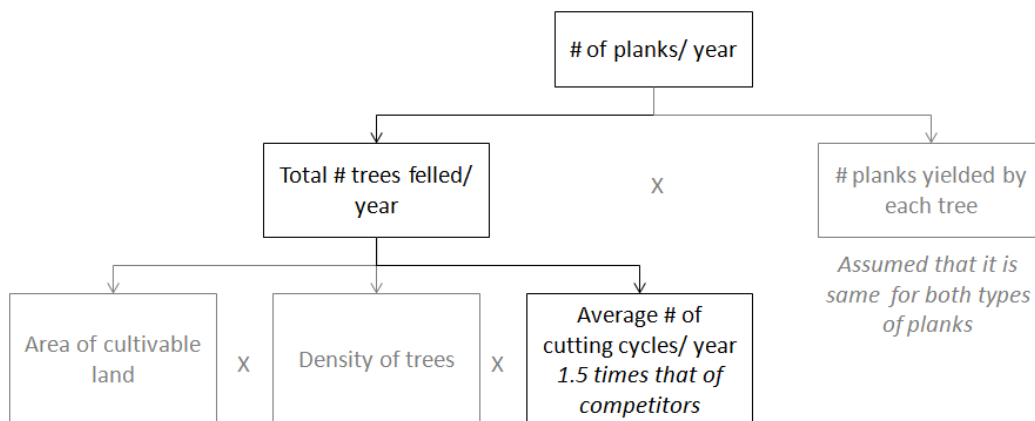 # of planks/ year
Total # trees felled/
year
X
# planks yielded by
each tree
Assumed that it is
same for both types
of planks
Area of cultivable
land
X
Density of trees
X
Average # of
cutting cycles/ year
1.5 times that of
competitors